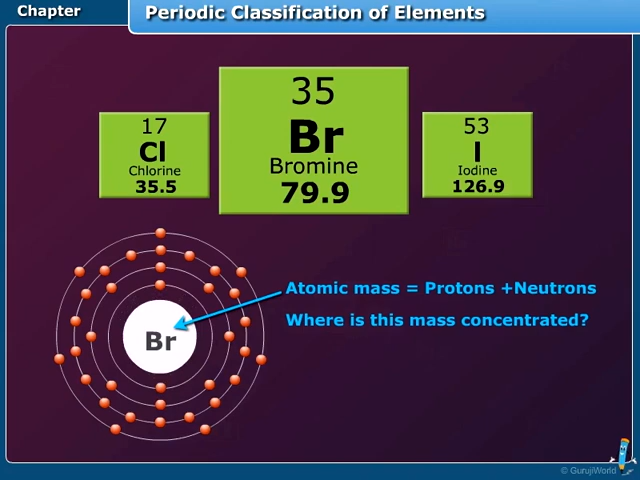 Chapter
Periodic Classification of Elements
17
Cl
Chlorine
35.5
35
Br
Bromine
79.9
53
I
Iodine
126.9
Atomic mass = Protons +Neutrons
Where is this mass concentrated?
Br
© GurujiWorld